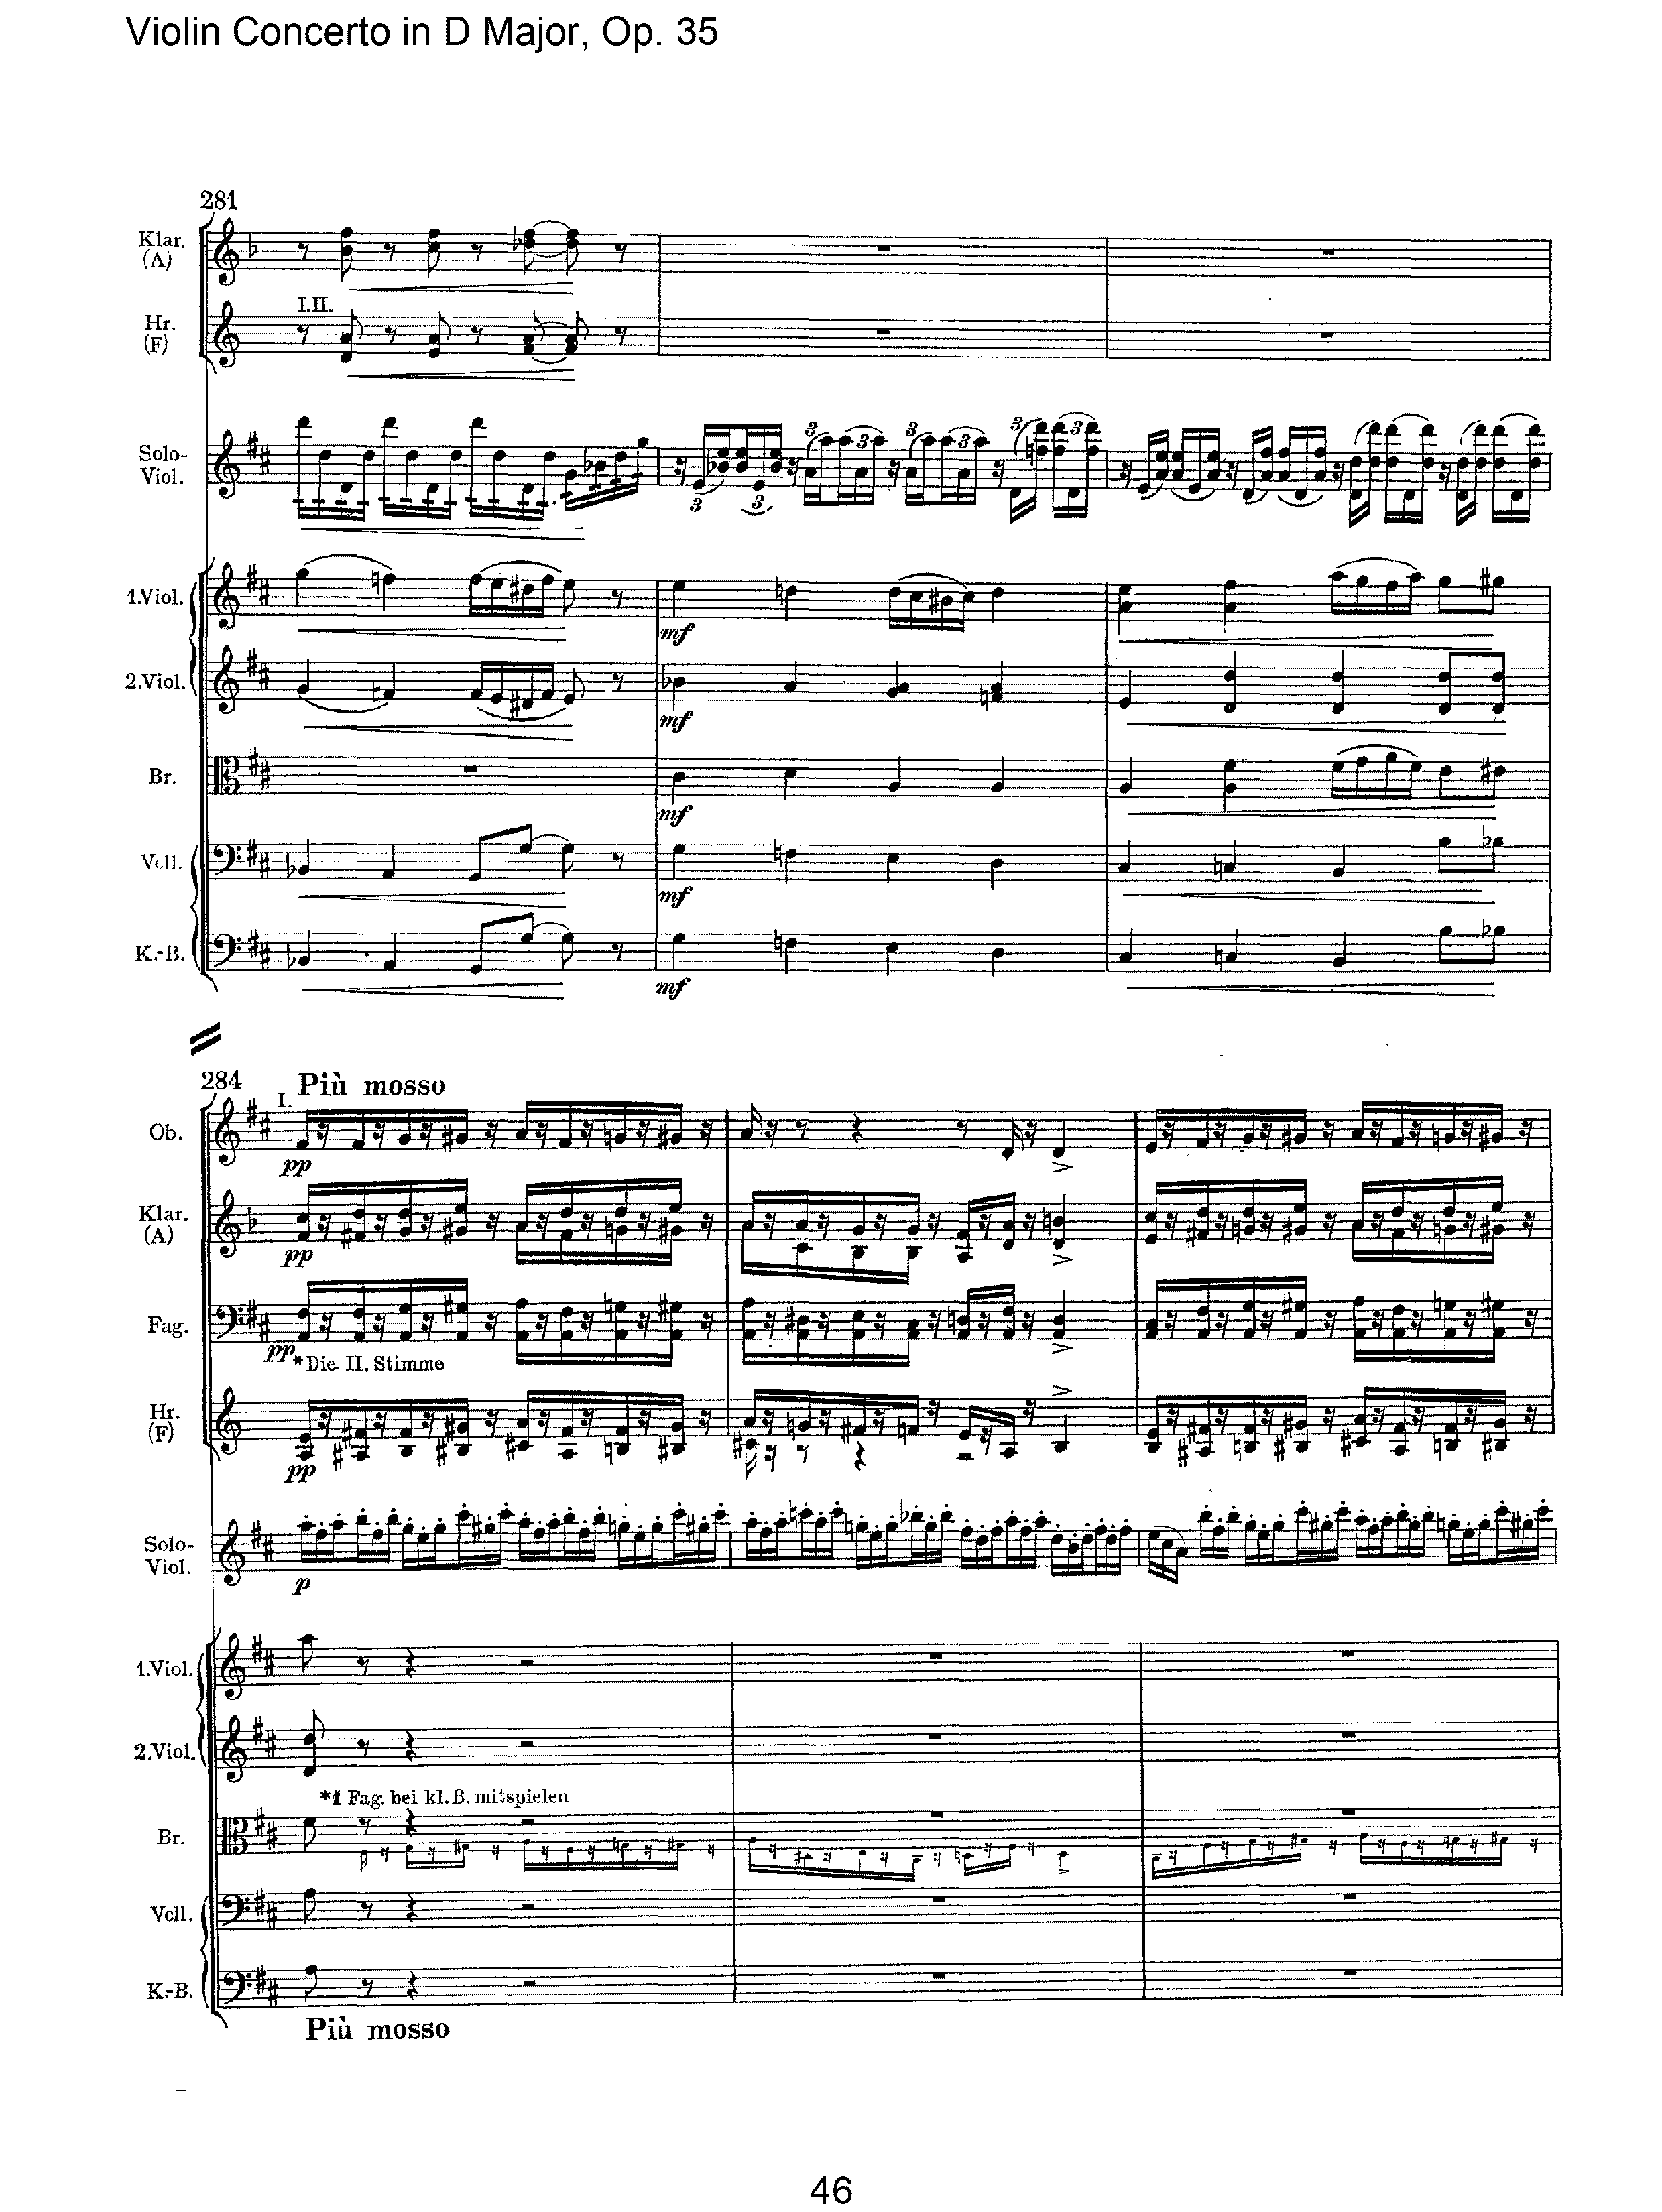 Violin Concerto in D Major, Op. 35
281
Klar.
(A)
I.II.
Hr.
(F)
Solo-
Viol.
3 3 3 3 3 3 3 3
1.Viol.
mf
2.Viol.
mf
Br.
mf
Vcll.
mf
K.-B.
mf
284
Più mosso
I.
Ob.
pp
Klar.
(A)
pp
Fag.
pp
*Die II. Stimme
Hr.
(F)
pp
Solo-
Viol.
p
1.Viol.
2.Viol.
*1 Fag. bei kl. B. mitspielen
Br.
Vcll.
K.-B.
Più mosso
46